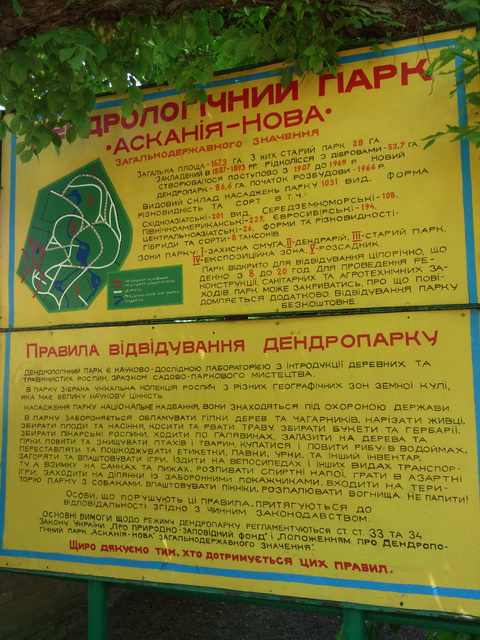 ДРОЛОГІЧНИЙ ПАРК
•АСКАНІЯ-НОВА•
ЗАГАЛЬНОДЕРЖАВНОГО ЗНАЧЕННЯ
ЗАГАЛЬНА ПЛОЩА-167,3 ГА. З НИХ СТАРИЙ ПАРК 28 ГА.
ЗАКЛАДЕНИЙ В 1887-1893 РР. РІДКОЛІССЯ З ДІБРОВАМИ-52,7 ГА.
СТВОРЮВАЛОСЯ ПОСТУПОВО З 1907 ДО 1969 РР. НОВИЙ
ДЕНДРОПАРК - 86,6 ГА. ПОЧАТОК РОЗБУДОВИ-1966 Р.
ВИДОВИЙ СКЛАД НАСАДЖЕНЬ ПАРКУ 1031 ВИД, ФОРМА
РІЗНОВИДНІСТЬ ТА СОРТ В Т.Ч.:
СХІДНОАЗІАТСЬКІ-201 ВИД. СЕРЕДЗЕМНОМОРСЬКІ-108,
ПІВНІЧНОАМЕРИКАНСЬКІ-229, ЄВРОСИБІРСЬКІ-194,
ЦЕНТРАЛЬНОАЗІАТСЬКІ-26, ФОРМИ ТА РІЗНОВИДНОСТІ-
ГІБРИДИ ТА СОРТИ-8 ТАКСОНІВ.
ЗОНИ ПАРКУ: I-ЗАХИСНА СМУГА, II-ДЕНДРАРІЙ, III-СТАРИЙ ПАРК,
IV-ЕКСПОЗИЦІЙНА ЗОНА, V-РОЗСАДНИК.
ПАРК ВІДКРИТО ДЛЯ ВІДВІДУВАННЯ ЦІЛОРІЧНО, ЩО
ДЕННО З 8 ДО 20 ГОД. ДЛЯ ПРОВЕДЕННЯ РЕ-
КОНСТРУКЦІЇ, САНІТАРНИХ ТА АГРОТЕХНІЧНИХ ЗА-
ХОДІВ, ПАРК МОЖЕ ЗАКРИВАТИСЬ, ПРО ЩО ПОВІ-
ДОМЛЯЄТЬСЯ ДОДАТКОВО. ВІДВІДУВАННЯ ПАРКУ
БЕЗКОШТОВНЕ.
ПРАВИЛА ВІДВІДУВАННЯ ДЕНДРОПАРКУ
ДЕНДРОЛОГІЧНИЙ ПАРК Є НАУКОВО-ДОСЛІДНОЮ ЛАБОРАТОРІЄЮ З ІНТРОДУКЦІЇ ДЕРЕВНИХ ТА
ТРАВ'ЯНИСТИХ РОСЛИН, ЗРАЗКОМ САДОВО-ПАРКОВОГО МИСТЕЦТВА.
В ПАРКУ ЗІБРАНА УНІКАЛЬНА КОЛЕКЦІЯ РОСЛИН З РІЗНИХ ГЕОГРАФІЧНИХ ЗОН ЗЕМНОЇ КУЛІ,
ЯКА МАЄ ВЕЛИКУ НАУКОВУ ЦІННІСТЬ.
НАСАДЖЕННЯ ПАРКУ НАЦІОНАЛЬНЕ НАДБАННЯ, ВОНИ ЗНАХОДЯТЬСЯ ПІД ОХОРОНОЮ ДЕРЖАВИ.
В ПАРКУ ЗАБОРОНЯЄТЬСЯ ОБЛАМУВАТИ ГІЛКИ ДЕРЕВ ТА ЧАГАРНИКІВ, НАРІЗАТИ ЖИВЦІ,
ЗБИРАТИ ПЛОДИ ТА НАСІННЯ, КОСИТИ ТА РВАТИ ТРАВУ, ЗБИРАТИ БУКЕТИ ТА ГЕРБАРІЇ,
ЗБИРАТИ ЛІКАРСЬКІ РОСЛИНИ, ХОДИТИ ПО ГАЛЯВИНАХ, ЗАЛАЗИТИ НА ДЕРЕВА ТА
ГІРКИ, ЛОВИТИ ТА ЗНИЩУВАТИ ПТАХІВ І ТВАРИН, КУПАТИСЯ І ЛОВИТИ РИБУ В ВОДОЙМАХ,
ПЕРЕСТАВЛЯТИ ТА ПОШКОДЖУВАТИ ЕТИКЕТКИ, ЛАВКИ, УРНИ, ТА ІНШИЙ ІНВЕНТАР,
ЗАГОРЯТИ ТА ВЛАШТОВУВАТИ ІГРИ, ЇЗДИТИ НА ВЕЛОСИПЕДАХ І ІНШИХ ВИДАХ ТРАНСПОР-
ТУ, А ВЗИМКУ НА САНКАХ ТА ЛИЖАХ, РОЗПИВАТИ СПИРТНІ НАПОЇ, ГРАТИ В АЗАРТНІ
ІГРИ, ЗАХОДИТИ НА ДІЛЯНКИ ІЗ ЗАБОРОННИМИ ПОКАЖЧИКАМИ, ВХОДИТИ НА ТЕРИ-
ТОРІЮ ПАРКУ З СОБАКАМИ, ВЛАШТОВУВАТИ ПІКНІКИ, РОЗПАЛЮВАТИ ВОГНИЩА. НЕ ПАЛИТИ!
ОСОБИ, ЩО ПОРУШУЮТЬ ЦІ ПРАВИЛА, ПРИТЯГУЮТЬСЯ ДО
ВІДПОВІДАЛЬНОСТІ ЗГІДНО З ЧИННИМ ЗАКОНОДАВСТВОМ.
ОСНОВНІ ВИМОГИ ЩОДО РЕЖИМУ ДЕНДРОПАРКУ РЕГЛАМЕНТУЮТЬСЯ СТ. СТ. 33 ТА 34
ЗАКОНУ УКРАЇНИ „ПРО ПРИРОДНО-ЗАПОВІДНИЙ ФОНД" І „ПОЛОЖЕННЯМ ПРО ДЕНДРОЛО-
ГІЧНИЙ ПАРК „АСКАНІЯ-НОВА" ЗАГАЛЬНОДЕРЖАВНОГО ЗНАЧЕННЯ".
ЩИРО ДЯКУЄМО ТИМ, ХТО ДОТРИМУЄТЬСЯ ЦИХ ПРАВИЛ.